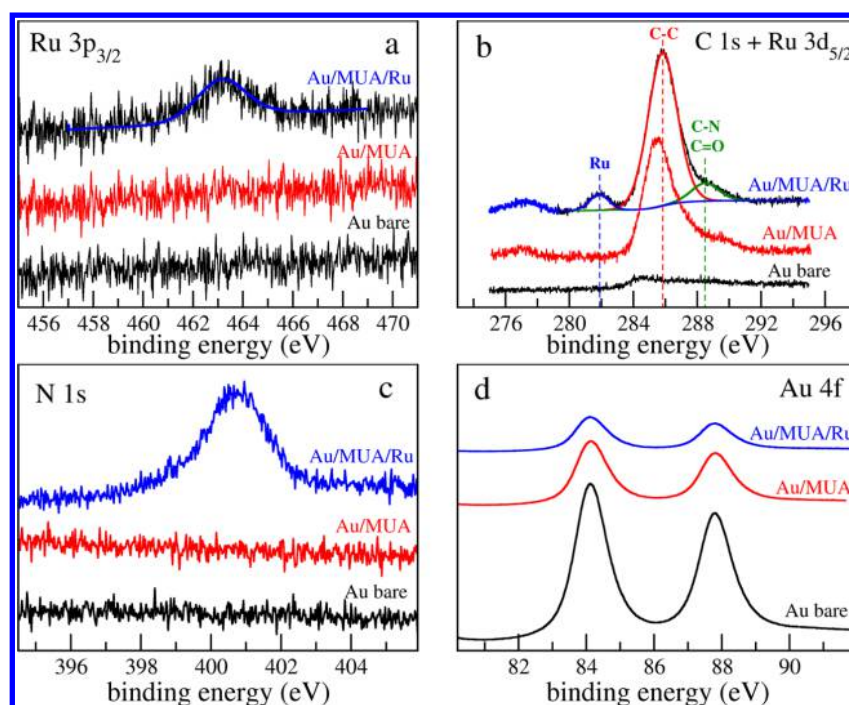 Ru 3p3/2
a
Au/MUA/Ru
Au/MUA
Au bare
456 458 460 462 464 466 468 470
binding energy (eV)
b
C-C
C 1s + Ru 3d5/2
C-N
C=O
Ru
Au/MUA/Ru
Au/MUA
Au bare
276 280 284 288 292 296
binding energy (eV)
N 1s
c
Au/MUA/Ru
Au/MUA
Au bare
396 398 400 402 404
binding energy (eV)
d
Au 4f
Au/MUA/Ru
Au/MUA
Au bare
82 84 86 88 90
binding energy (eV)